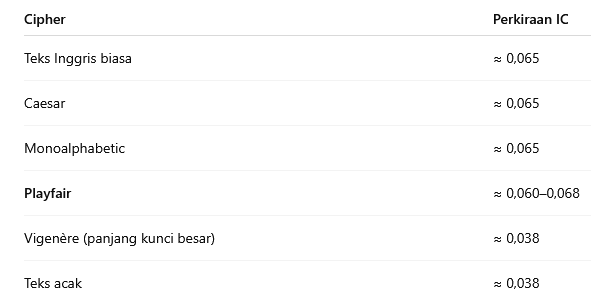 Cipher Perkiraan IC
Teks Inggris biasa ≈ 0,065
Caesar ≈ 0,065
Monoalphabetic ≈ 0,065
Playfair ≈ 0,060–0,068
Vigenère (panjang kunci besar) ≈ 0,038
Teks acak ≈ 0,038